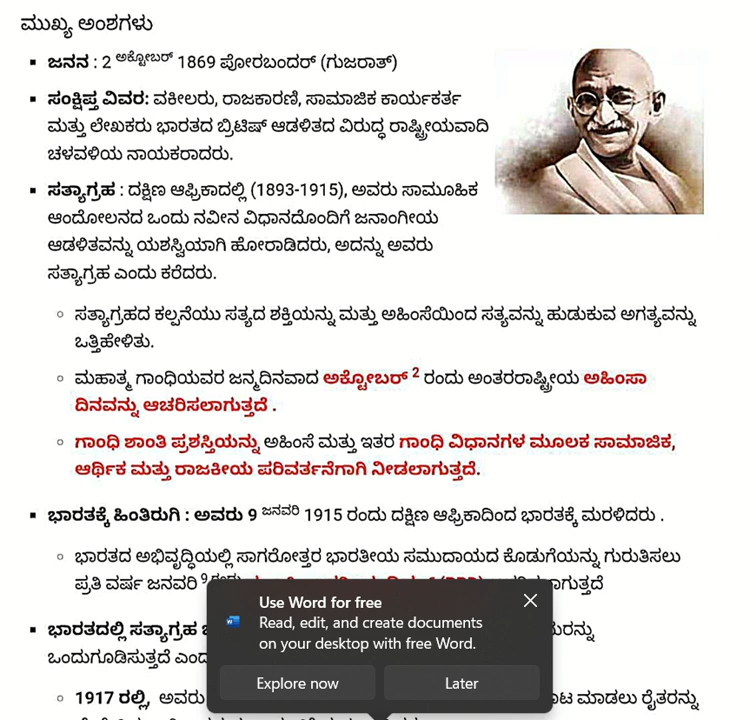 ಮುಖ್ಯ ಅಂಶಗಳು
▪ ಜನನ : 2 ಅಕ್ಟೋಬರ್ 1869 ಪೋರಬಂದರ್ (ಗುಜರಾತ್)
▪ ಸಂಕ್ಷಿಪ್ತ ವಿವರ: ವಕೀಲರು, ರಾಜಕಾರಣಿ, ಸಾಮಾಜಿಕ ಕಾರ್ಯಕರ್ತ
ಮತ್ತು ಲೇಖಕರು ಭಾರತದ ಬ್ರಿಟಿಷ್ ಆಡಳಿತದ ವಿರುದ್ಧ ರಾಷ್ಟ್ರೀಯವಾದಿ
ಚಳವಳಿಯ ನಾಯಕರಾದರು.
▪ ಸತ್ಯಾಗ್ರಹ : ದಕ್ಷಿಣ ಆಫ್ರಿಕಾದಲ್ಲಿ (1893-1915), ಅವರು ಸಾಮೂಹಿಕ
ಆಂದೋಲನದ ಒಂದು ನವೀನ ವಿಧಾನದೊಂದಿಗೆ ಜನಾಂಗೀಯ
ಆಡಳಿತವನ್ನು ಯಶಸ್ವಿಯಾಗಿ ಹೋರಾಡಿದರು, ಅದನ್ನು ಅವರು
ಸತ್ಯಾಗ್ರಹ ಎಂದು ಕರೆದರು.
◦ ಸತ್ಯಾಗ್ರಹದ ಕಲ್ಪನೆಯು ಸತ್ಯದ ಶಕ್ತಿಯನ್ನು ಮತ್ತು ಅಹಿಂಸೆಯಿಂದ ಸತ್ಯವನ್ನು ಹುಡುಕುವ ಅಗತ್ಯವನ್ನು
ಒತ್ತಿಹೇಳಿತು.
◦ ಮಹಾತ್ಮ ಗಾಂಧಿಯವರ ಜನ್ಮದಿನವಾದ ಅಕ್ಟೋಬರ್ 2 ರಂದು ಅಂತರರಾಷ್ಟ್ರೀಯ ಅಹಿಂಸಾ
ದಿನವನ್ನು ಆಚರಿಸಲಾಗುತ್ತದೆ .
◦ ಗಾಂಧಿ ಶಾಂತಿ ಪ್ರಶಸ್ತಿಯನ್ನು ಅಹಿಂಸೆ ಮತ್ತು ಇತರ ಗಾಂಧಿ ವಿಧಾನಗಳ ಮೂಲಕ ಸಾಮಾಜಿಕ,
ಆರ್ಥಿಕ ಮತ್ತು ರಾಜಕೀಯ ಪರಿವರ್ತನೆಗಾಗಿ ನೀಡಲಾಗುತ್ತದೆ.
▪ ಭಾರತಕ್ಕೆ ಹಿಂತಿರುಗಿ : ಅವರು 9 ಜನವರಿ 1915 ರಂದು ದಕ್ಷಿಣ ಆಫ್ರಿಕಾದಿಂದ ಭಾರತಕ್ಕೆ ಮರಳಿದರು .
◦ ಭಾರತದ ಅಭಿವೃದ್ಧಿಯಲ್ಲಿ ಸಾಗರೋತ್ತರ ಭಾರತೀಯ ಸಮುದಾಯದ ಕೊಡುಗೆಯನ್ನು ಗುರುತಿಸಲು
ಪ್ರತಿ ವರ್ಷ ಜನವರಿ 9
Use Word for free
Read, edit, and create documents
on your desktop with free Word.
Explore now Later
▪ ಭಾರತದಲ್ಲಿ ಸತ್ಯಾಗ್ರಹ
ಒಂದುಗೂಡಿಸುತ್ತದೆ
◦ 1917 ರಲ್ಲಿ, ಅವರು ಮಾಡಲು ರೈತರನ್ನು